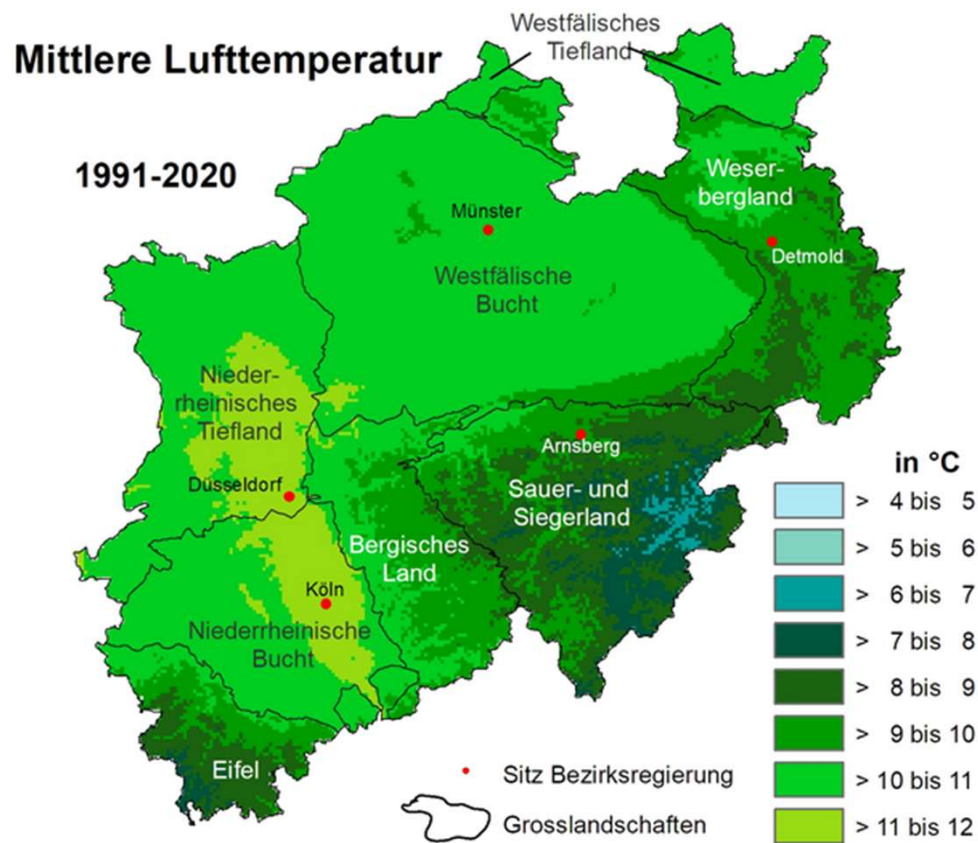 Mittlere Lufttemperatur
1991-2020
Westfälisches
Tiefland
Weser-
bergland
Münster
Detmold
Westfälische
Bucht
Nieder-
rheinisches
Tiefland
Arnsberg
Düsseldorf
Sauer- und
Siegerland
Bergisches
Land
Köln
Niederrheinische
Bucht
Eifel
in °C
> 4 bis 5
> 5 bis 6
> 6 bis 7
> 7 bis 8
> 8 bis 9
> 9 bis 10
> 10 bis 11
> 11 bis 12
Sitz Bezirksregierung
Grosslandschaften